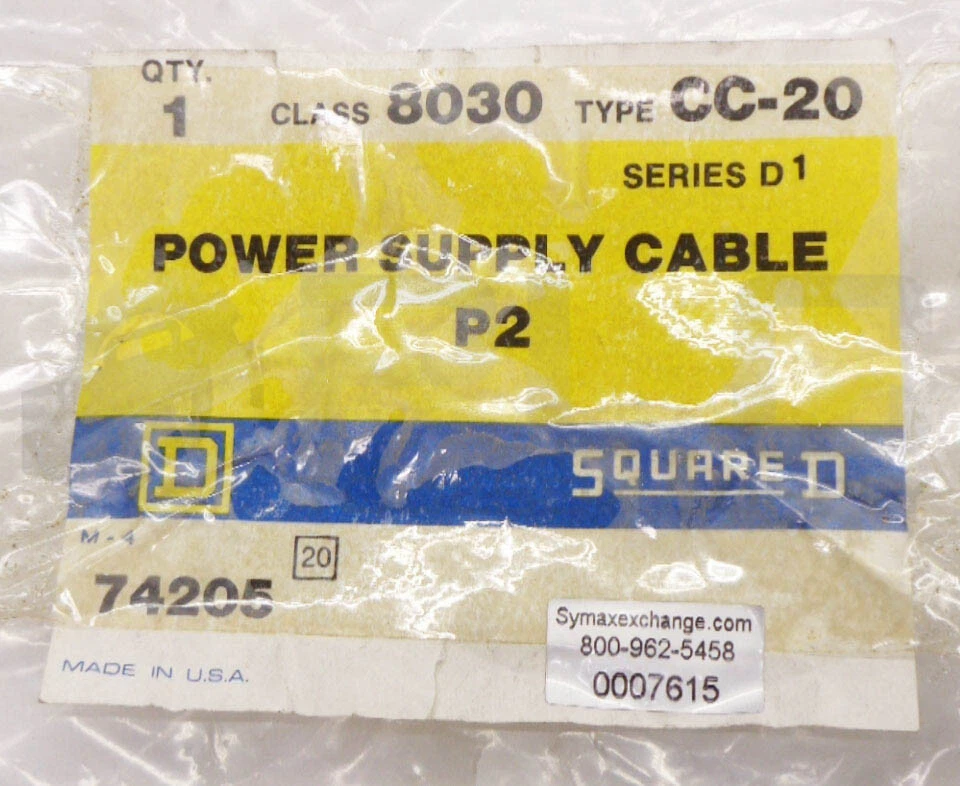 QTY.
1 CLASS 8030 TYPE CC-20
SERIES D 1
POWER SUPPLY CABLE
P2
D SQUARE D
M-4
20
74205
MADE IN U.S.A.
Symaxexchange.com
800-962-5458
0007615